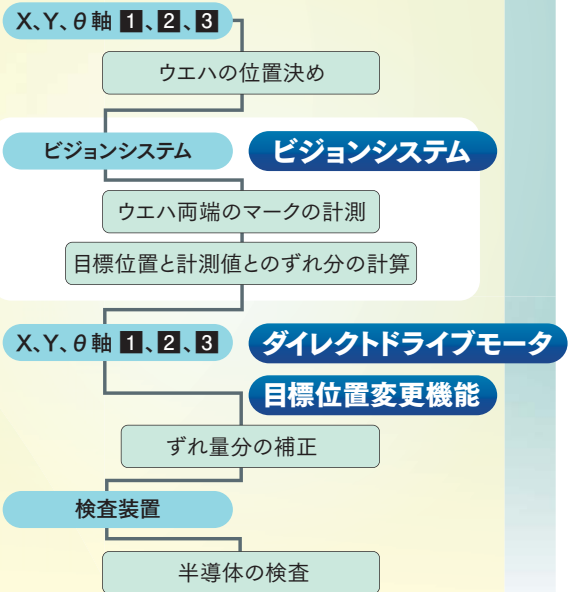 X、Y、θ軸 1、2、3
ウエハの位置決め
ビジョンシステム
ビジョンシステム
ウエハ両端のマークの計測
目標位置と計測値とのずれ分の計算
X、Y、θ軸 1、2、3
ダイレクトドライブモータ
目標位置変更機能
ずれ量分の補正
検査装置
半導体の検査